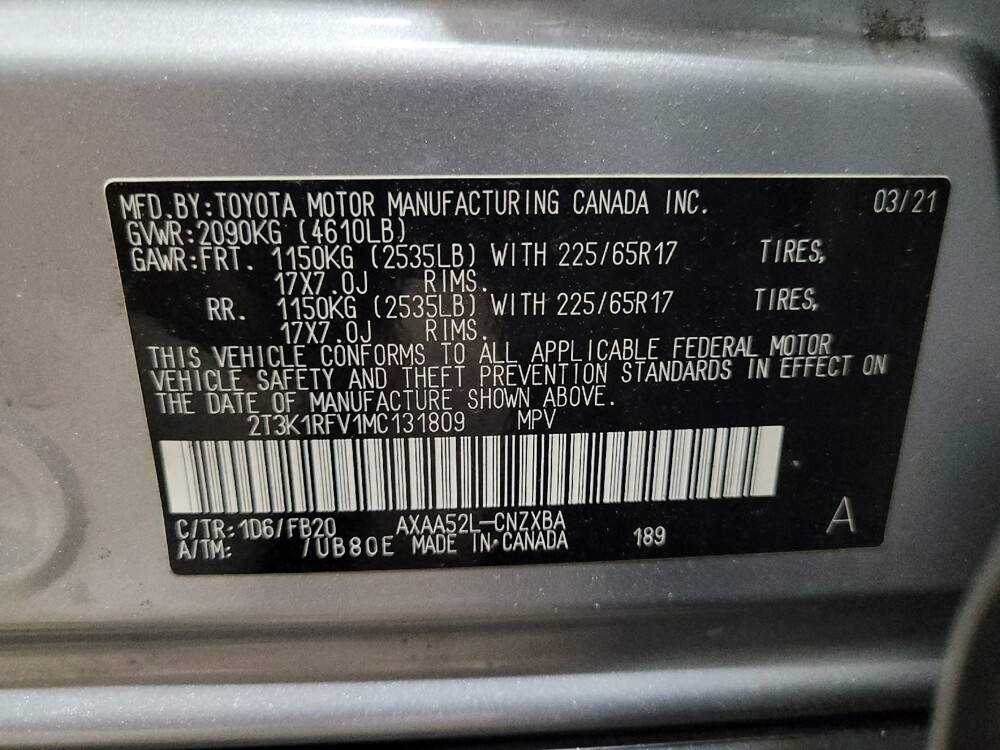 MFD.BY:TOYOTA MOTOR MANUFACTURING CANADA INC. 03/21
GVWR:2090KG (4610LB)
GAWR:FRT. 1150KG (2535LB) WITH 225/65R17 TIRES,
17X7.0J RIMS.
RR. 1150KG (2535LB) WITH 225/65R17 TIRES,
17X7.0J RIMS.
THIS VEHICLE CONFORMS TO ALL APPLICABLE FEDERAL MOTOR
VEHICLE SAFETY AND THEFT PREVENTION STANDARDS IN EFFECT ON
THE DATE OF MANUFACTURE SHOWN ABOVE.
2T3K1RFV1MC131809 MPV
C/TR:1D6/FB20 AXAA52L-CNZXBA A
A/TM: /UB80E MADE IN CANADA 189